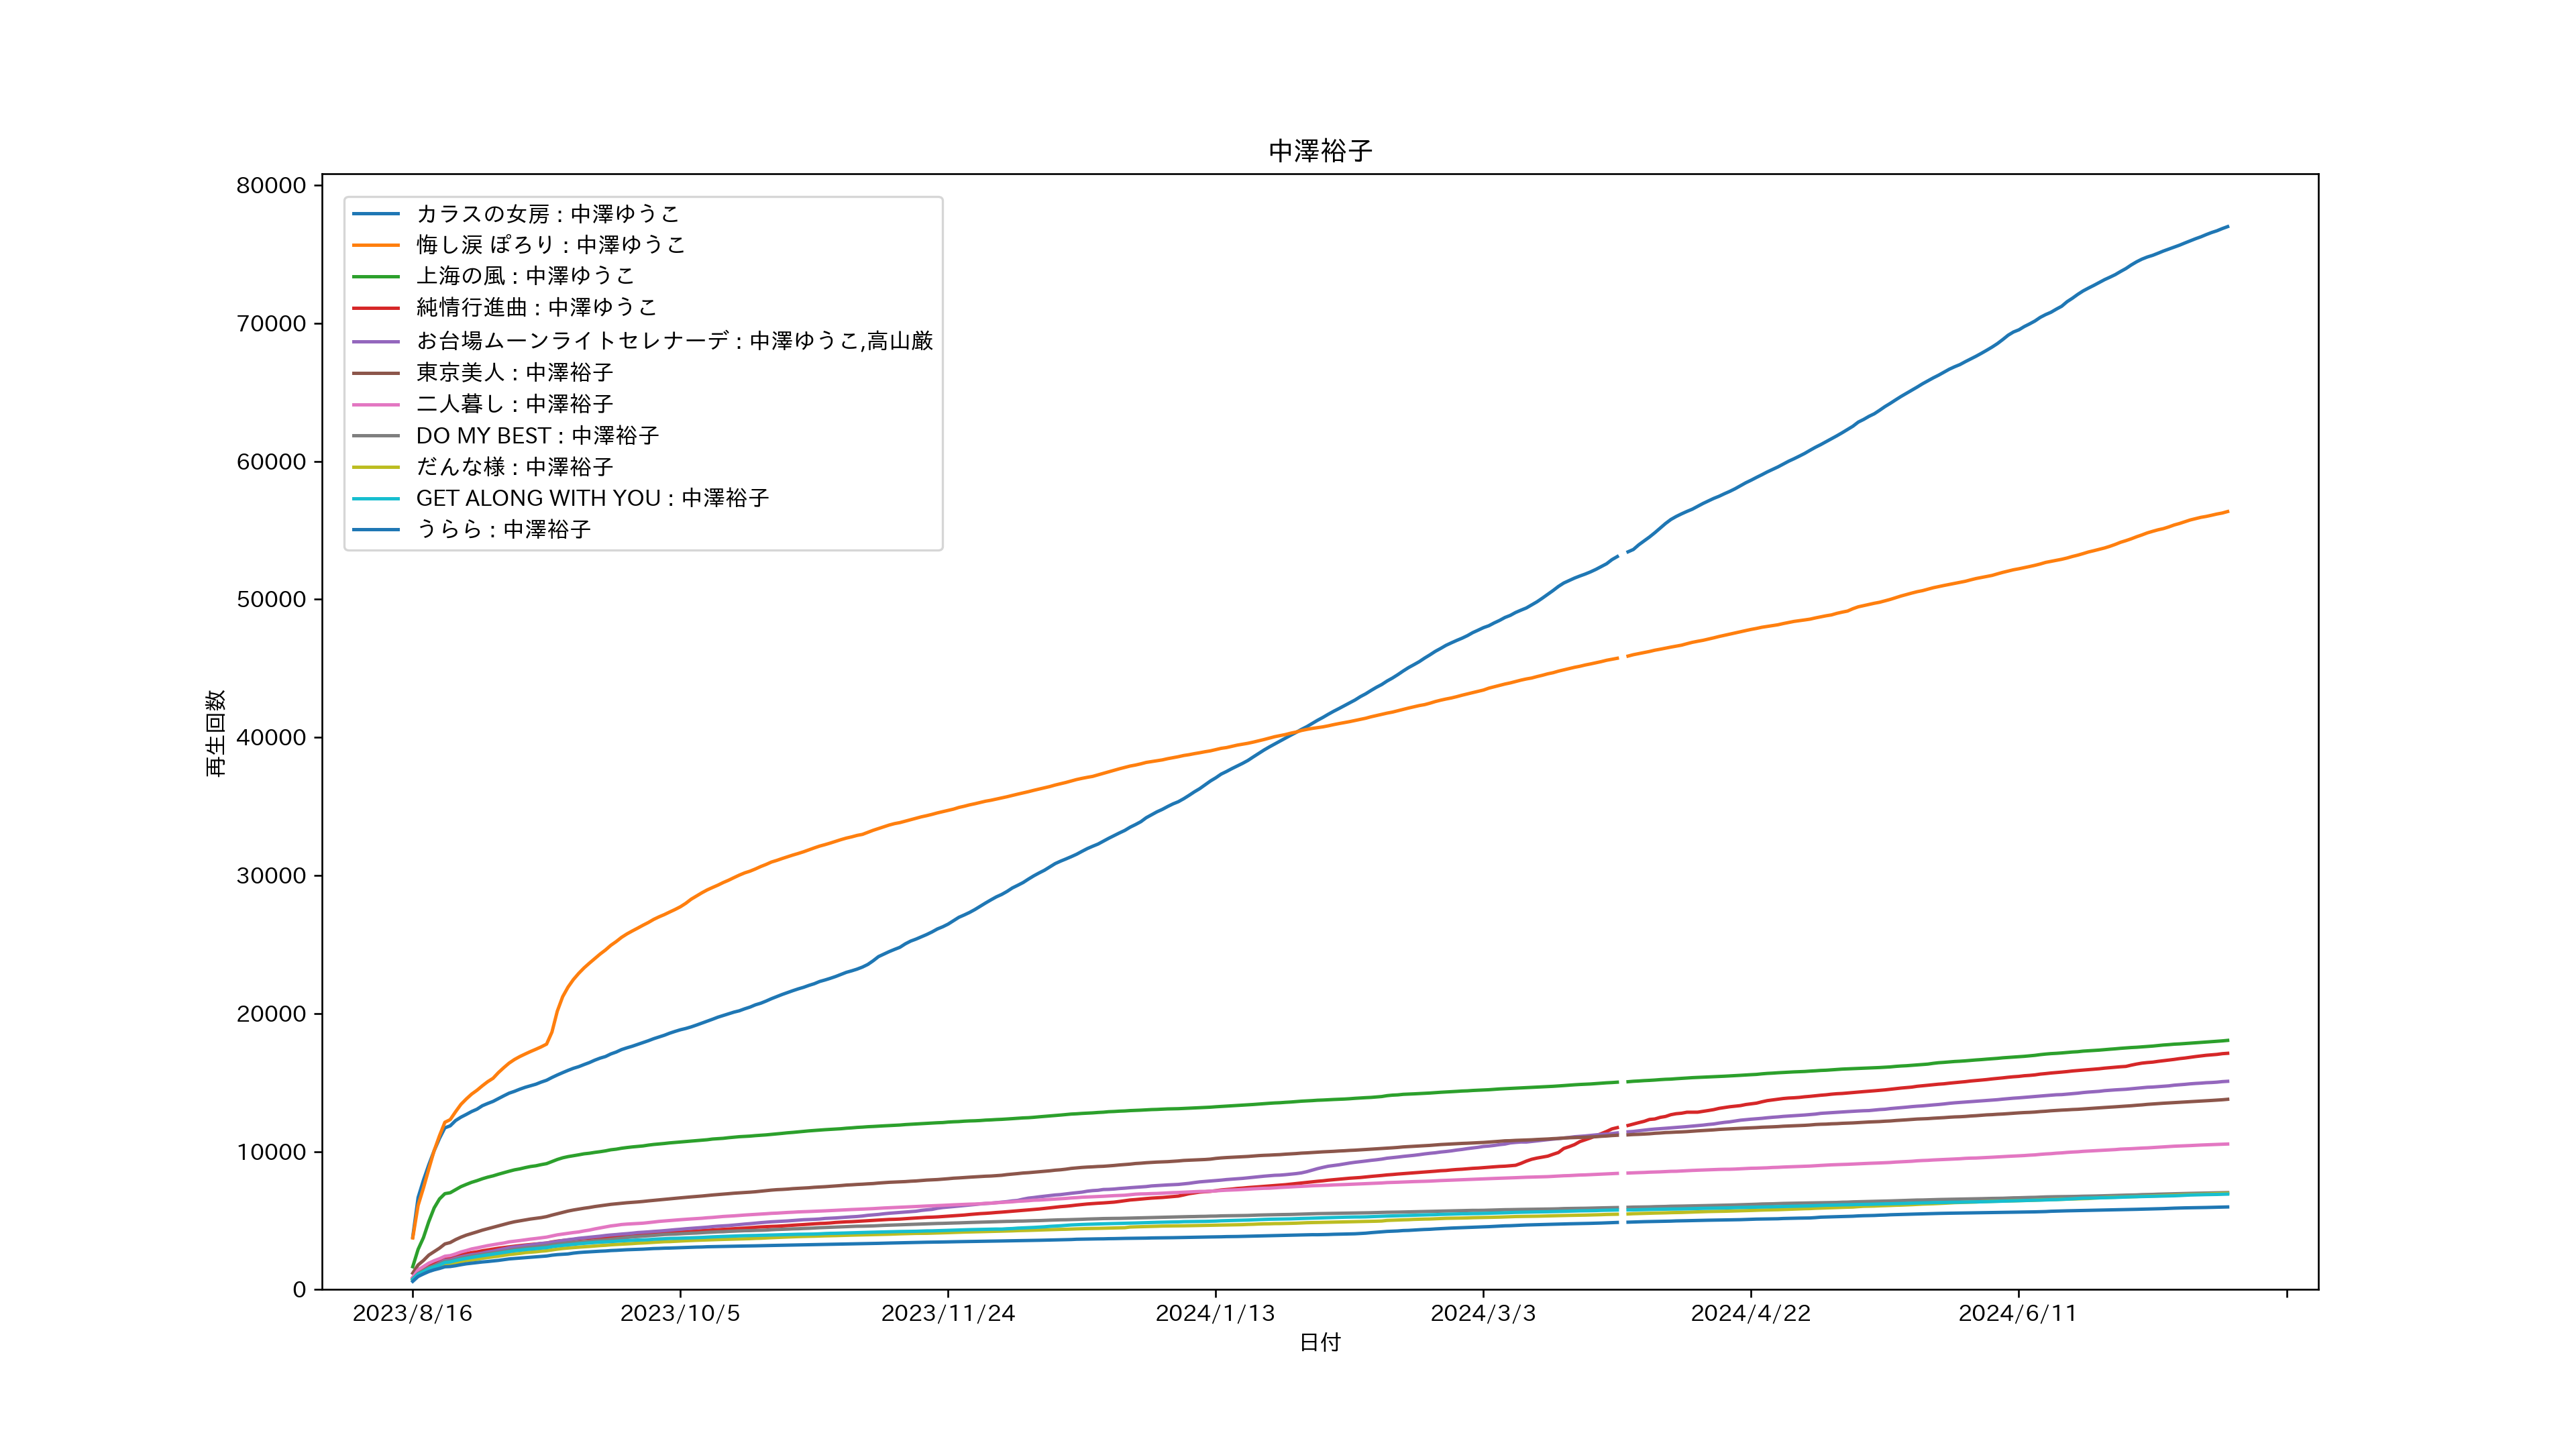 中澤裕子
80000
70000
60000
50000
40000
30000
20000
10000
0
再生回数
カラスの女房 : 中澤ゆうこ
悔し涙 ぽろり : 中澤ゆうこ
上海の風 : 中澤ゆうこ
純情行進曲 : 中澤ゆうこ
お台場ムーンライトセレナーデ : 中澤ゆうこ,高山厳
東京美人 : 中澤裕子
二人暮し : 中澤裕子
DO MY BEST : 中澤裕子
だんな様 : 中澤裕子
GET ALONG WITH YOU : 中澤裕子
うらら : 中澤裕子
2023/8/16 2023/10/5 2023/11/24 2024/1/13 2024/3/3 2024/4/22 2024/6/11
日付